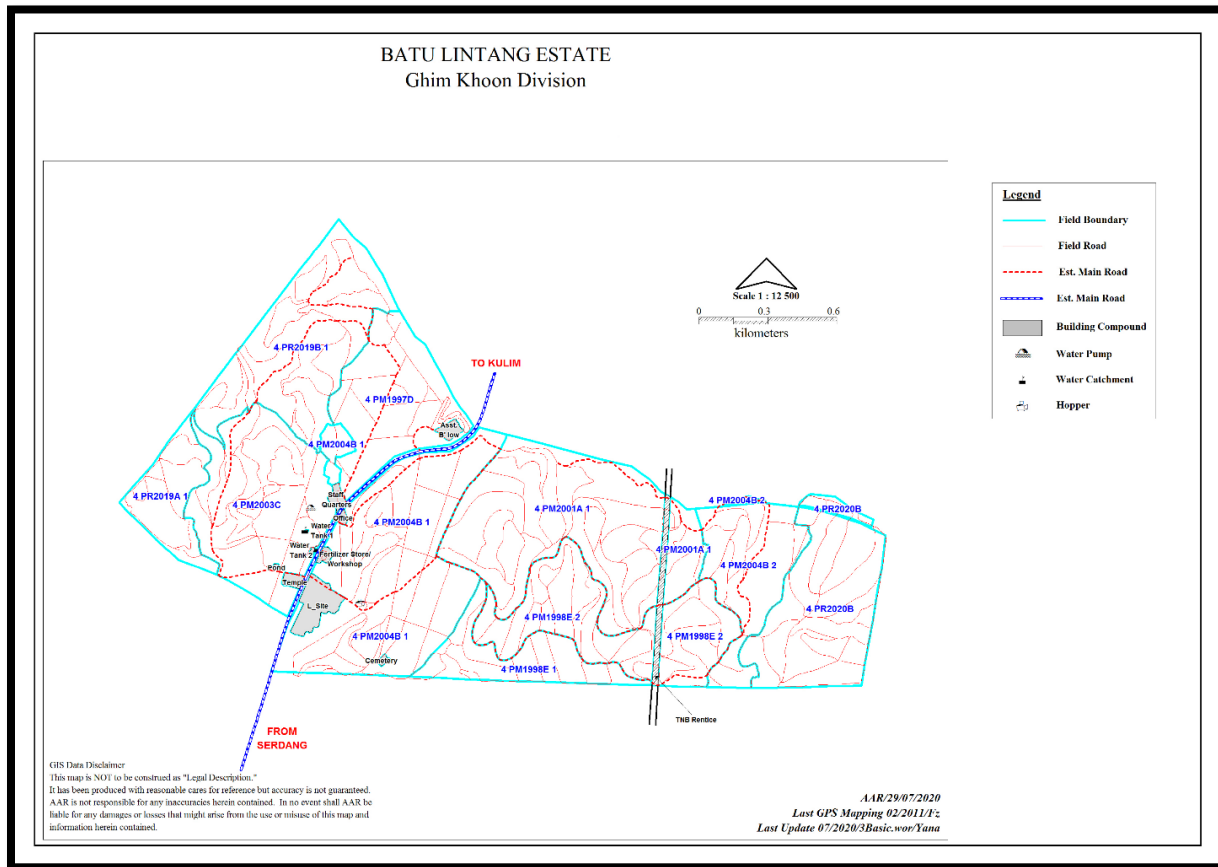 BATU LINTANG ESTATE
Ghim Khoon Division
Legend
Field Boundary
Field Road
Est. Main Road
Est. Main Road
Building Compound
Water Pump
Water Catchment
Hopper
Scale 1 : 12 500
0 0.3 0.6
kilometers
4 PR2019B 1
TO KULIM
4 PM1997D
Asst.
B'low
4 PM2004B 1
4 PR2019A 1
4 PM2003C
Staff
Quarters
Office
4 PM2004B 1
4 PM2001A 1
4 PM2004B 2
4 PR2020B
Water
Tank 1
Water
Tank 2
Fertilizer Store/
Workshop
4 PM2001A 1
4 PM2004B 2
Pond
Temple
L_Site
4 PR2020B
4 PM1998E 2
4 PM2004B 1
4 PM1998E 2
Cemetery
4 PM1998E 1
TNB Rentice
FROM
SERDANG
GIS Data Disclaimer
This map is NOT to be construed as "Legal Description."
It has been produced with reasonable cares for reference but accuracy is not guaranteed.
AAR is not responsible for any inaccuracies herein contained. In no event shall AAR be
liable for any damages or losses that might arise from the use or misuse of this map and
information herein contained.
AAR/29/07/2020
Last GPS Mapping 02/2011/Fz
Last Update 07/2020/3Basic.wor/Yana